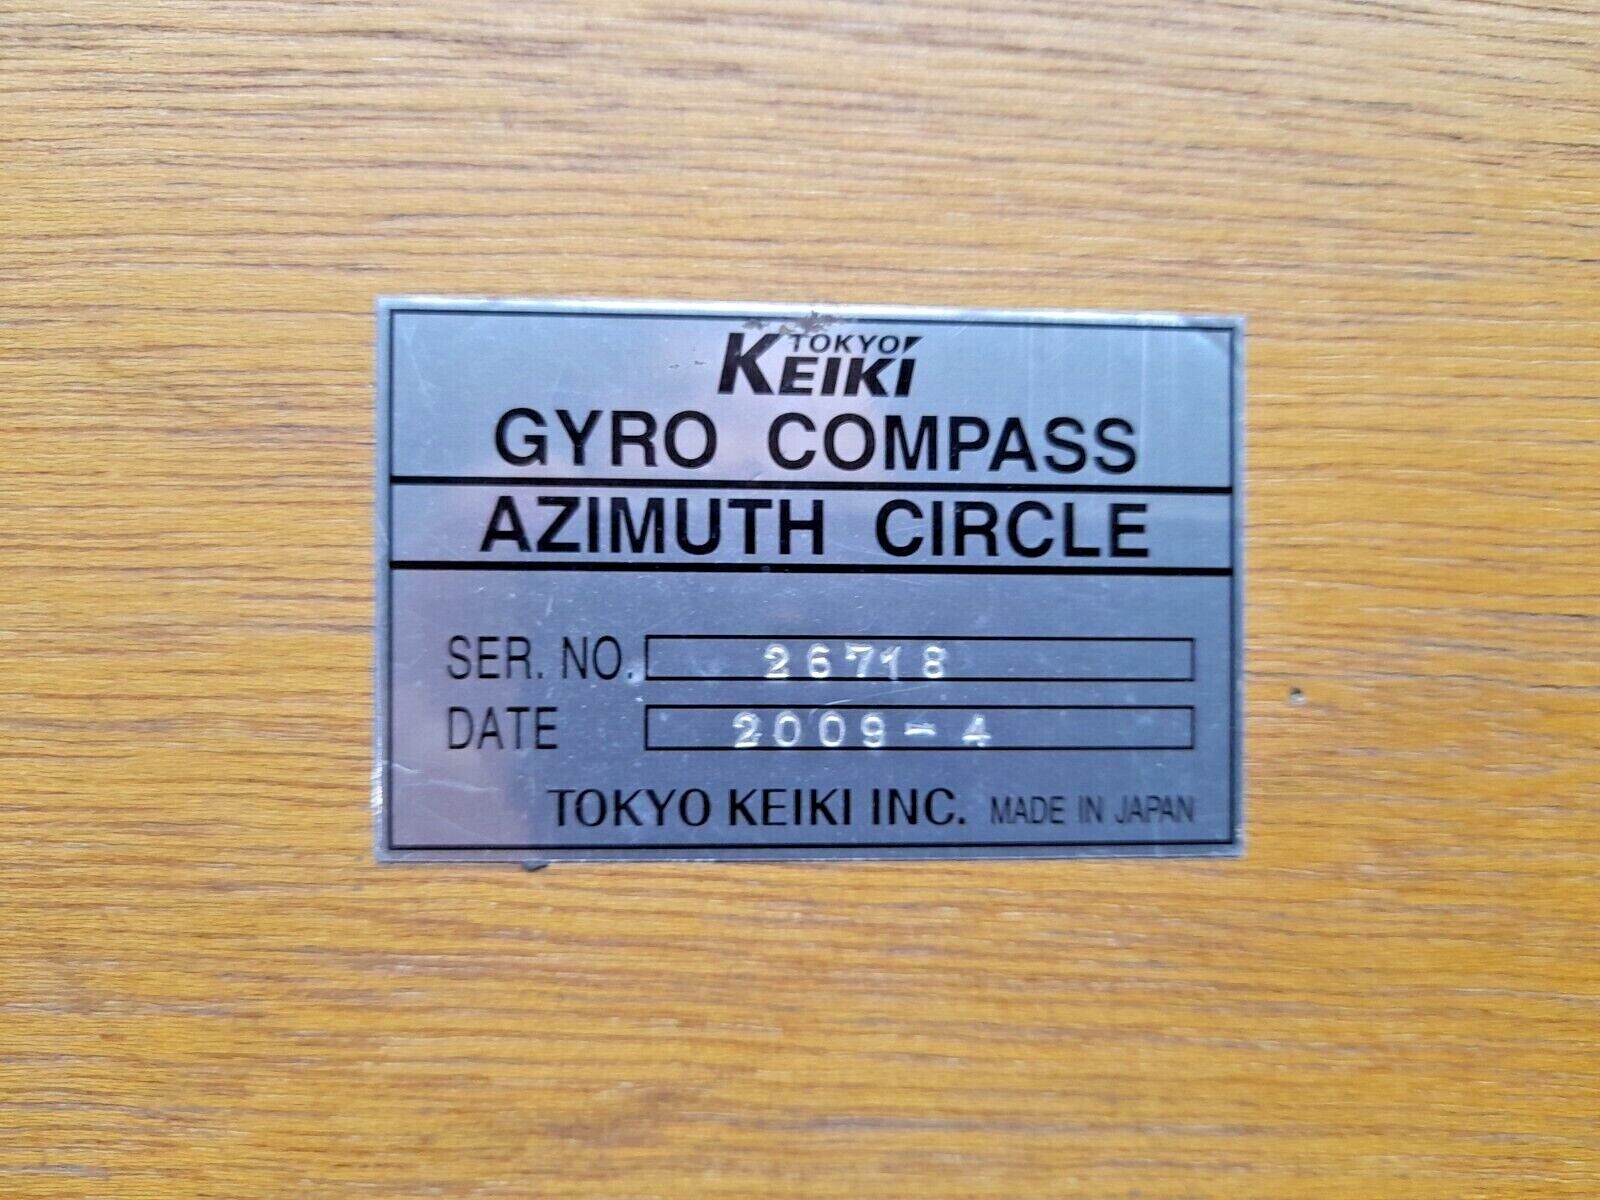 TOKYO
KEIKI
GYRO COMPASS
AZIMUTH CIRCLE
SER. NO. 26718
DATE 2009-4
TOKYO KEIKI INC. MADE IN JAPAN